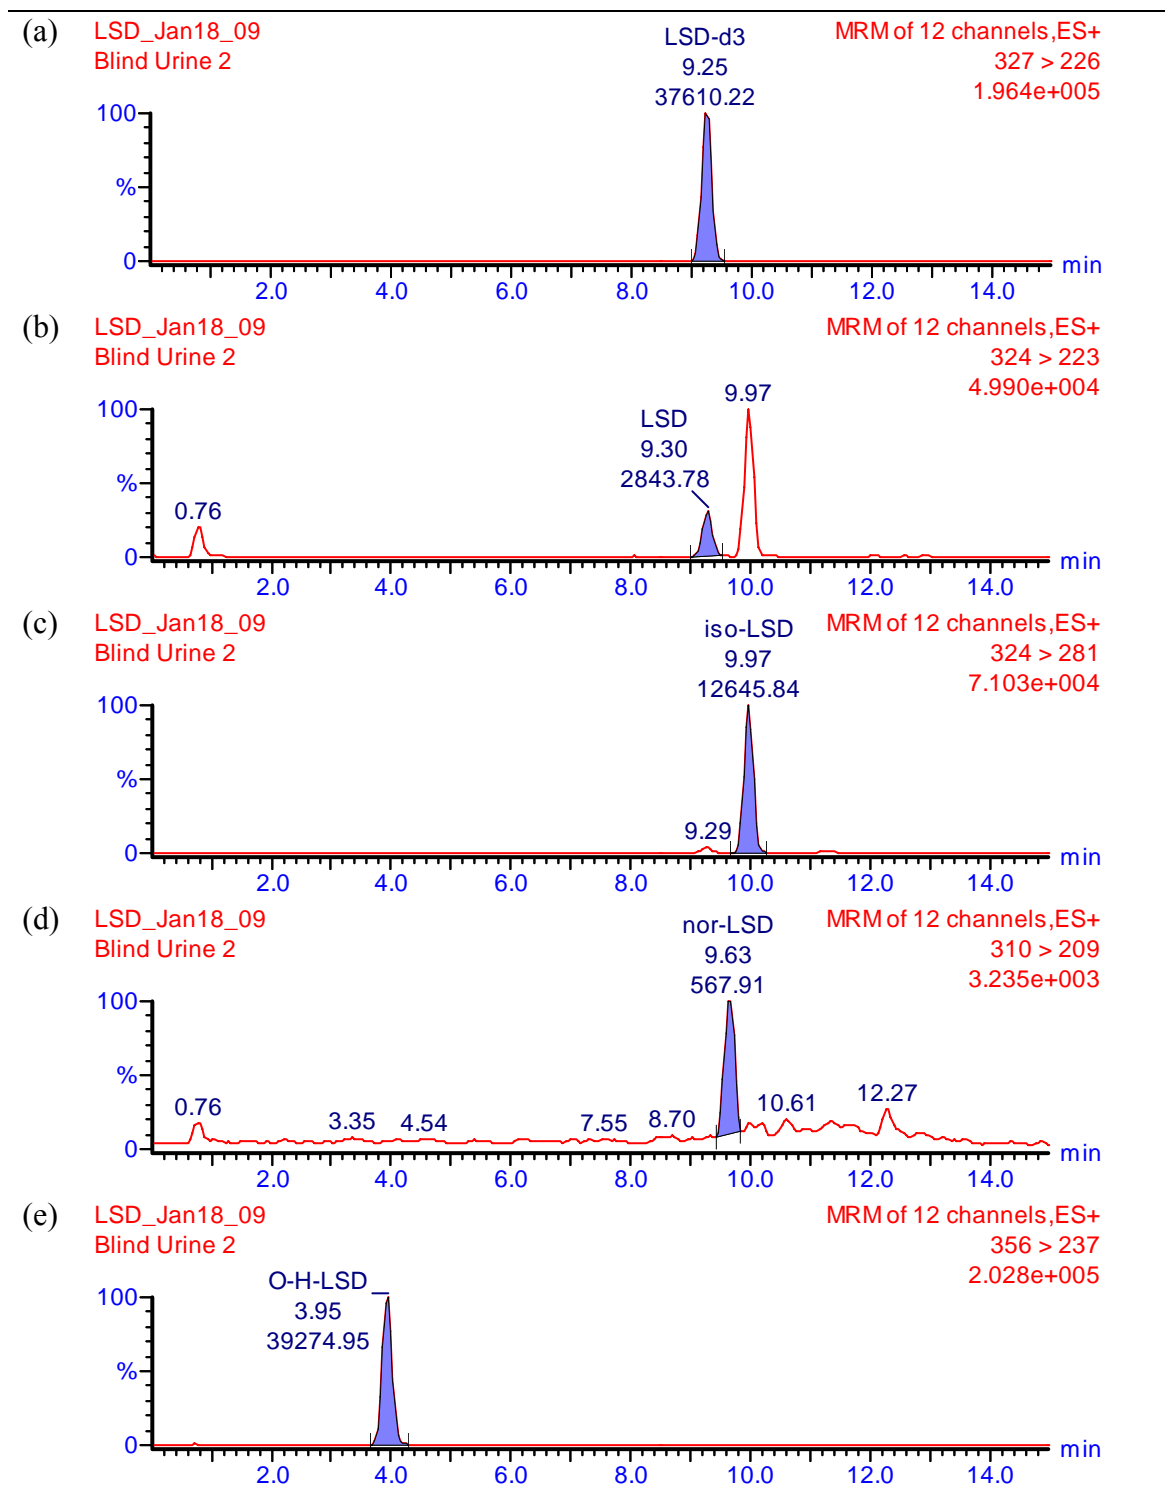 (a)
LSD_Jan18_09
Blind Urine 2
LSD-d3
9.25
37610.22
MRM of 12 channels,ES+
327 > 226
1.964e+005
100
%
0
2.0 4.0 6.0 8.0 10.0 12.0 14.0
min
(b)
LSD_Jan18_09
Blind Urine 2
MRM of 12 channels,ES+
324 > 223
4.990e+004
0.76
LSD
9.30
2843.78
9.97
100
%
0
2.0 4.0 6.0 8.0 10.0 12.0 14.0
min
(c)
LSD_Jan18_09
Blind Urine 2
iso-LSD
9.97
12645.84
MRM of 12 channels,ES+
324 > 281
7.103e+004
9.29
100
%
0
2.0 4.0 6.0 8.0 10.0 12.0 14.0
min
(d)
LSD_Jan18_09
Blind Urine 2
nor-LSD
9.63
567.91
MRM of 12 channels,ES+
310 > 209
3.235e+003
0.76 3.35 4.54 7.55 8.70 10.61 12.27
100
%
0
2.0 4.0 6.0 8.0 10.0 12.0 14.0
min
(e)
LSD_Jan18_09
Blind Urine 2
MRM of 12 channels,ES+
356 > 237
2.028e+005
O-H-LSD
3.95
39274.95
100
%
0
2.0 4.0 6.0 8.0 10.0 12.0 14.0
min